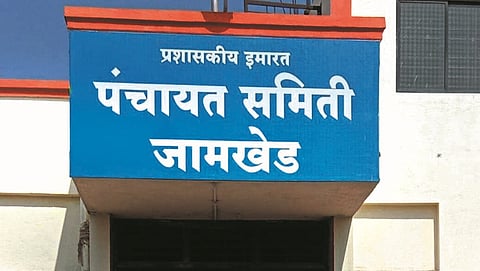 प्रशासकीय इमारत
पंचायत समिती
जामखेड